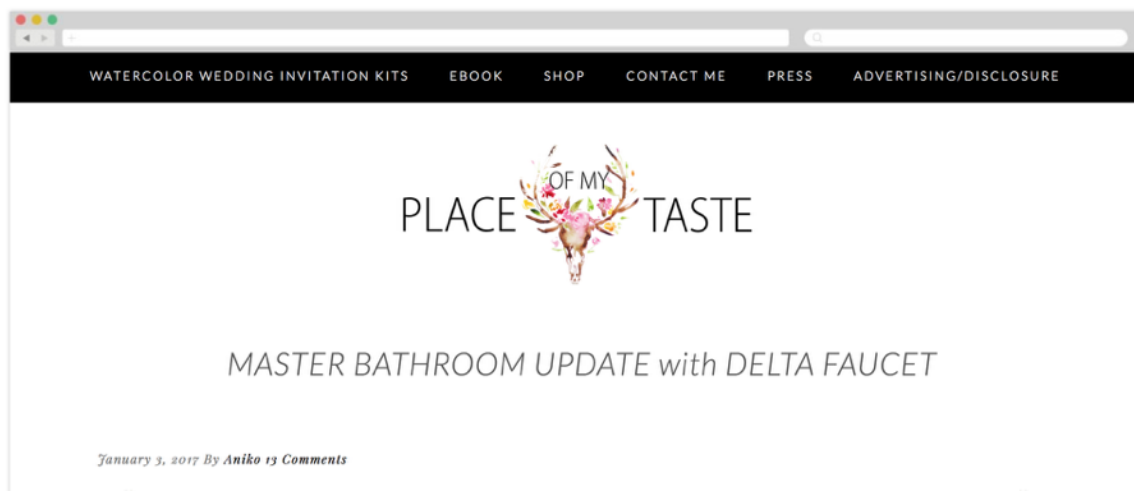 WATERCOLOR WEDDING INVITATION KITS EBOOK SHOP CONTACT ME PRESS ADVERTISING/DISCLOSURE
OF MY
PLACE TASTE
MASTER BATHROOM UPDATE with DELTA FAUCET
January 3, 2017 By Aniko 13 Comments